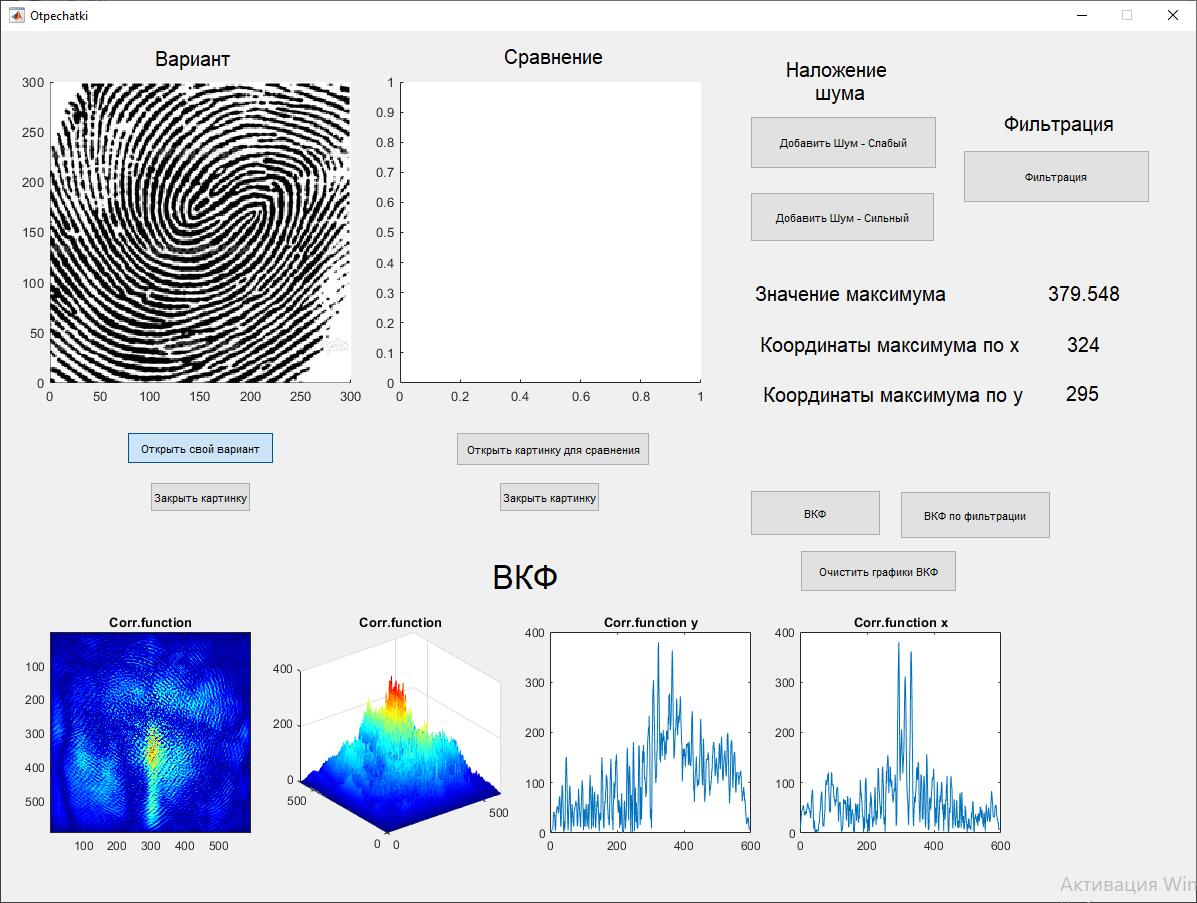 Otpechatki
Вариант
Сравнение
Наложение
шума
Фильтрация
Добавить Шум - Слабый
Фильтрация
Добавить Шум - Сильный
300
250
200
150
100
50
0
0 50 100 150 200 250 300
1
0.9
0.8
0.7
0.6
0.5
0.4
0.3
0.2
0.1
0
0 0.2 0.4 0.6 0.8 1
Значение максимума 379.548
Координаты максимума по x 324
Координаты максимума по y 295
Открыть свой вариант
Открыть картинку для сравнения
Закрыть картинку
Закрыть картинку
ВКФ
ВКФ по фильтрации
Очистить графики ВКФ
ВКФ
Corr.function
100
200
300
400
500
100 200 300 400 500
Corr.function
400
200
0
500
0 0
500
Corr.function y
400
300
200
100
0
0 200 400 600
Corr.function x
400
300
200
100
0
0 200 400 600
Активация Win